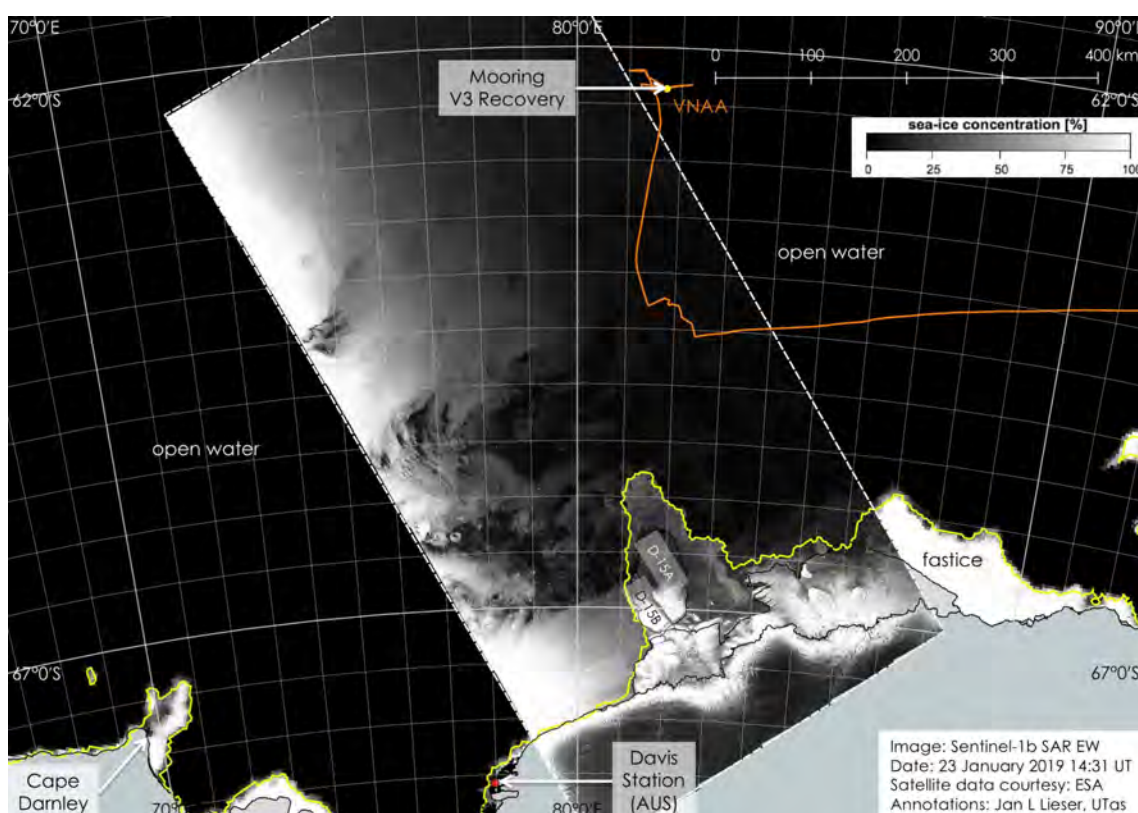 70°0'E
80°0'E
90°0'E
0
100
200
300
400 km
Mooring
V3 Recovery
VNAA
62°0'S
62°0'S
sea-ice concentration [%]
0
25
50
75
100
open water
open water
D-15A
D-15B
fastice
67°0'S
67°0'S
Cape
Darnley
70°
Davis
Station
(AUS)
80°0'E
Image: Sentinel-1b SAR EW
Date: 23 January 2019 14:31 UT
Satellite data courtesy: ESA
Annotations: Jan L Lieser, UTas